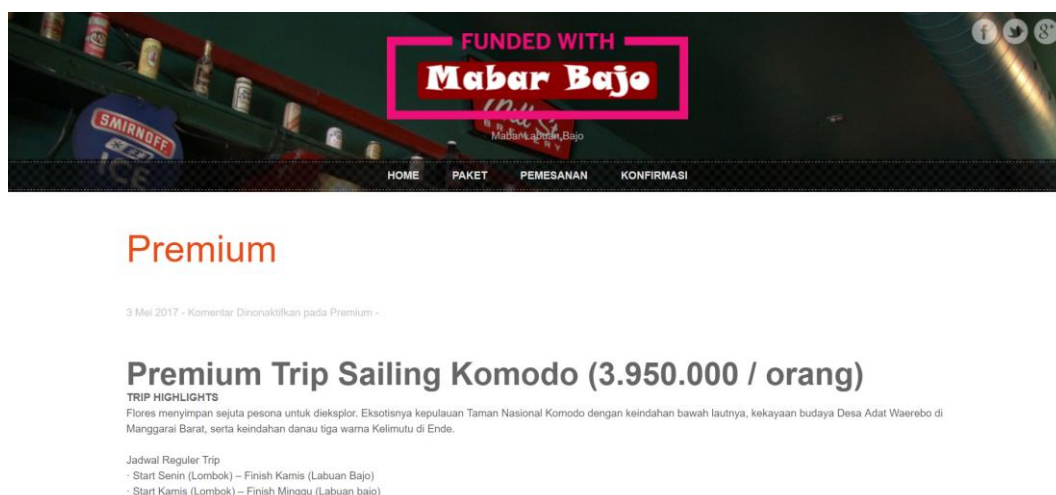 FUNDED WITH
Mabar Bajo
Mabar Labuan Bajo
SMIRNOFF
ICE
HOME PAKET PEMESANAN KONFIRMASI
Premium
3 Mei 2017 - Komentar Dinonaktifkan pada Premium -
Premium Trip Sailing Komodo (3.950.000 / orang)
TRIP HIGHLIGHTS
Flores menyimpan sejuta pesona untuk dieksplor. Eksotisnya kepulauan Taman Nasional Komodo dengan keindahan bawah lautnya, kekayaan budaya Desa Adat Waerebo di
Manggarai Barat, serta keindahan danau tiga warna Kelimutu di Ende.
Jadwal Reguler Trip
· Start Senin (Lombok) – Finish Kamis (Labuan Bajo)
· Start Kamis (Lombok) – Finish Minggu (Labuan bajo)